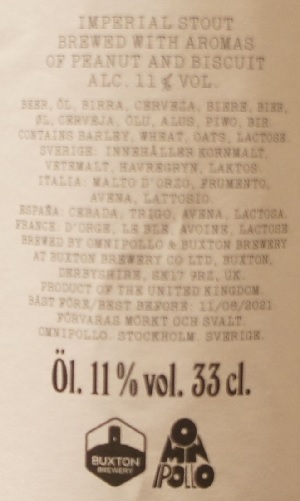 IMPERIAL STOUT
BREWED WITH AROMAS
OF PEANUT AND BISCUIT
ALC. 11 % VOL.
BEER, ÖL, BIRRA, CERVEZA, BIERE, BIER,
ØL, CERVEJA, ÕLU, ALUS, PIWO, BIR.
CONTAINS BARLEY, WHEAT, OATS, LACTOSE.
SVERIGE: INNEHÅLLER KORNMALT,
VETEMALT, HAVREGRYN, LAKTOS.
ITALIA: MALTO D'ORZO, FRUMENTO,
AVENA, LATTOSIO.
ESPAÑA: CEBADA, TRIGO, AVENA, LACTOSA.
FRANCE: D'ORGE, LE BLE, AVOINE, LACTOSE
BREWED BY OMNIPOLLO & BUXTON BREWERY
AT BUXTON BREWERY CO LTD, BUXTON,
DERBYSHIRE, SK17 9RZ, UK.
PRODUCT OF THE UNITED KINGDOM.
BÄST FÖRE/BEST BEFORE: 11/08/2021
FÖRVARAS MÖRKT OCH SVALT.
OMNIPOLLO. STOCKHOLM. SVERIGE.
Öl. 11 % vol. 33 cl.
BUXTON
BREWERY
OMNIPOLLO